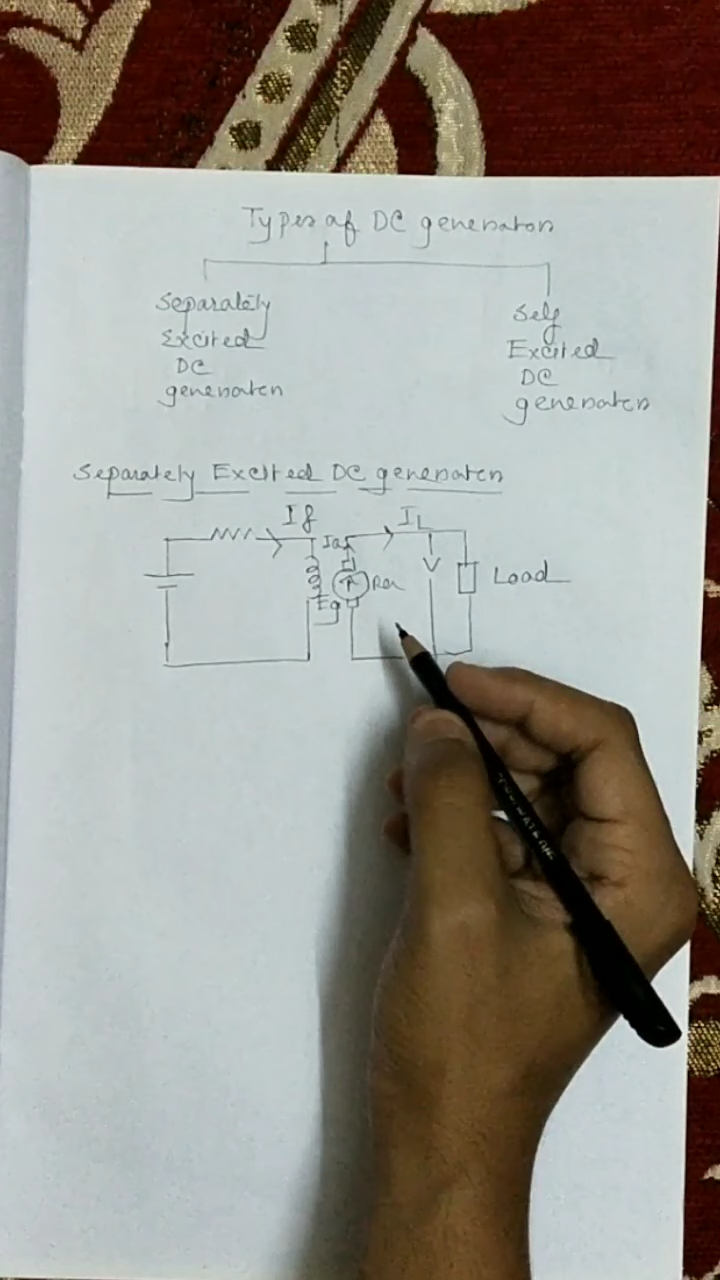 Types of DC generators
Separately
Excited
DC
generator
Self
Excited
DC
generator
Separately Excited DC generator
If
Ia
IL
Eg
Ra
V
Load